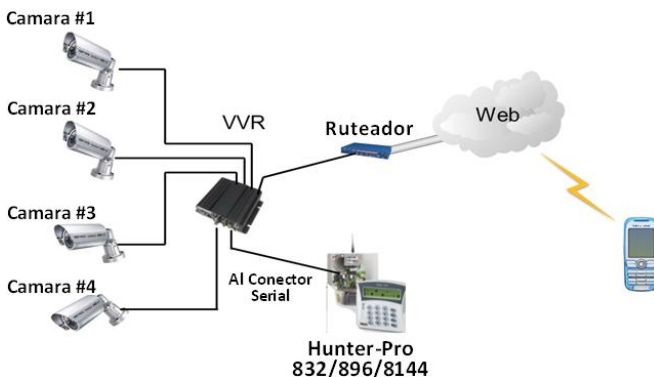 Camara #1
Camara #2
VVR
Ruteador
Web
Camara #3
Camara #4
Al Conector
Serial
Hunter-Pro
832/896/8144